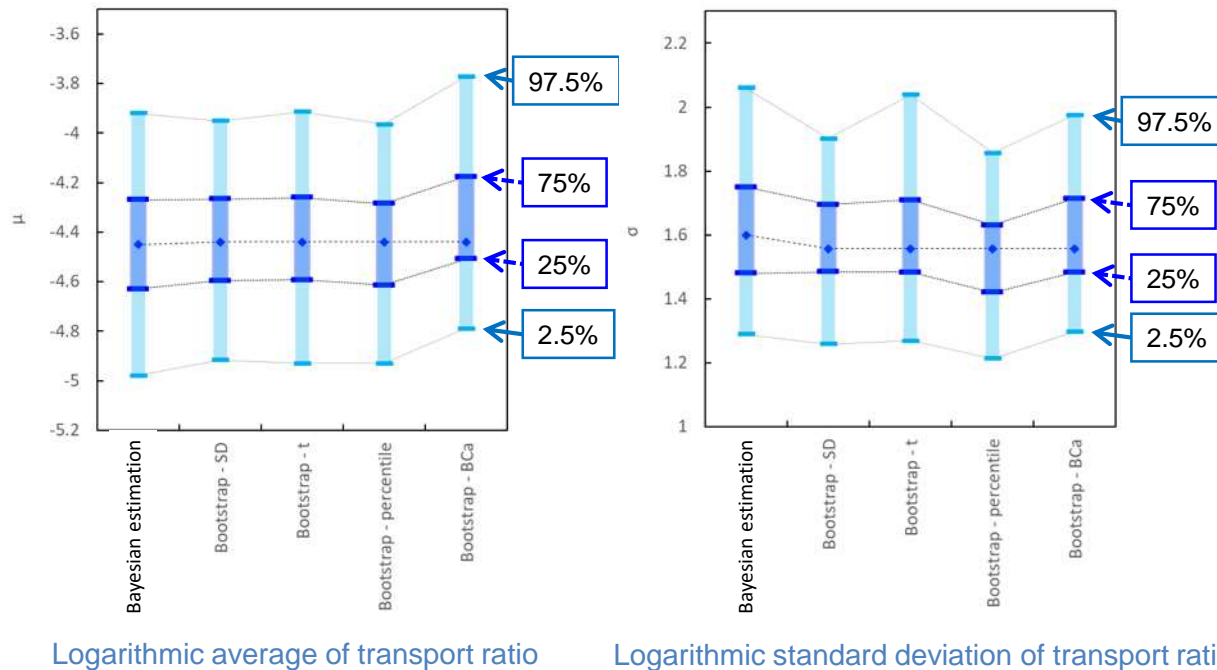 μ
-3.6
-3.8
-4
-4.2
-4.4
-4.6
-4.8
-5
-5.2
97.5%
75%
25%
2.5%
Bayesian estimation
Bootstrap - SD
Bootstrap - t
Bootstrap - percentile
Bootstrap - BCa
Logarithmic average of transport ratio
σ
2.2
2
1.8
1.6
1.4
1.2
1
97.5%
75%
25%
2.5%
Bayesian estimation
Bootstrap - SD
Bootstrap - t
Bootstrap - percentile
Bootstrap - BCa
Logarithmic standard deviation of transport rati